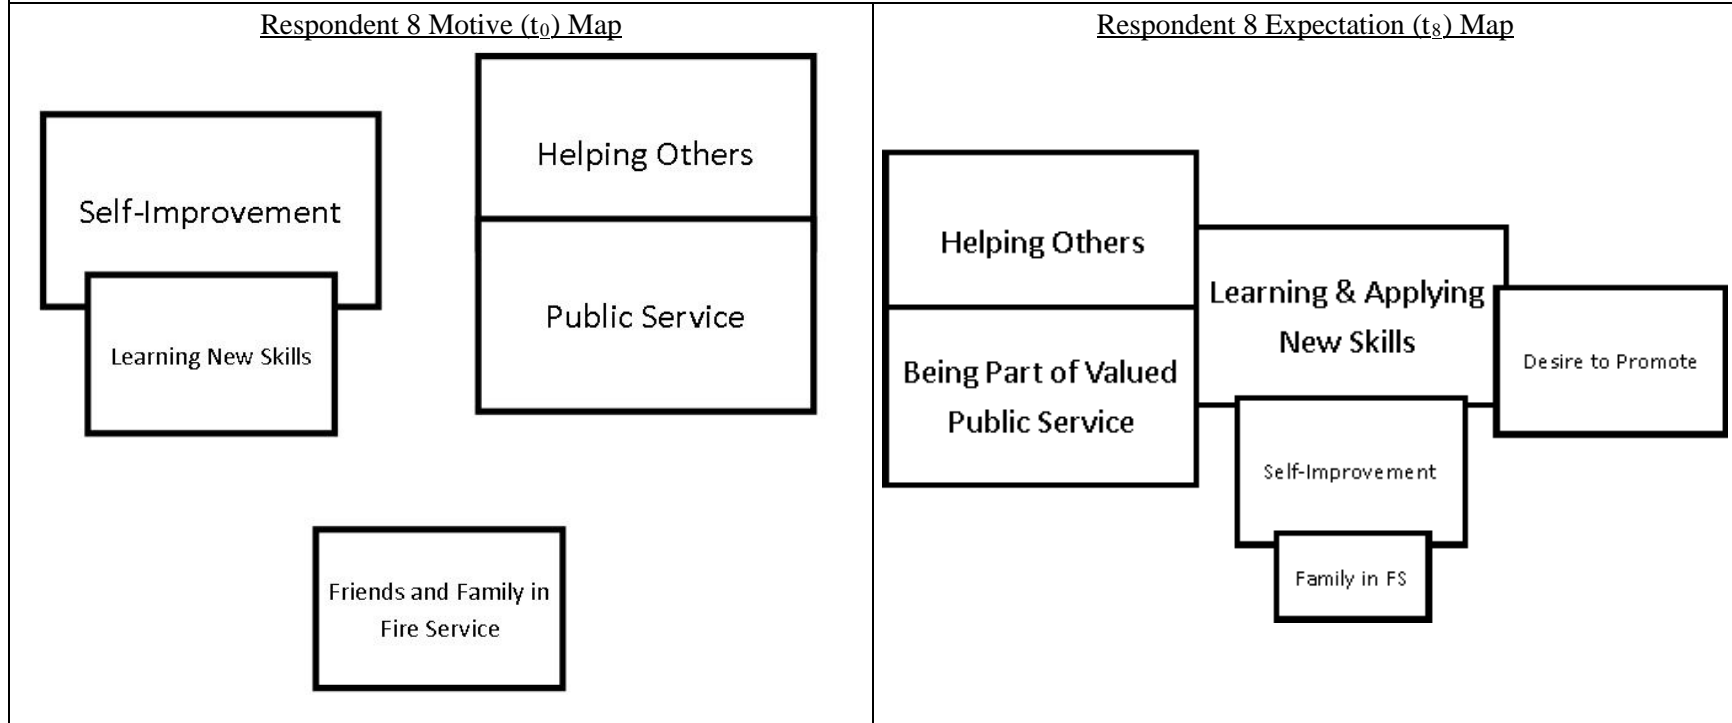 Respondent 8 Motive (t0) Map
Helping Others
Self-Improvement
Public Service
Learning New Skills
Friends and Family in
Fire Service
Respondent 8 Expectation (t8) Map
Helping Others
Learning & Applying
New Skills
Desire to Promote
Being Part of Valued
Public Service
Self-Improvement
Family in FS